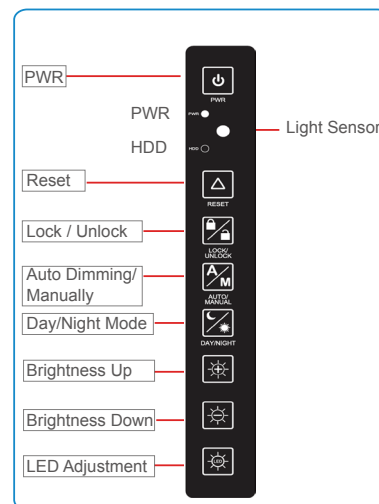 PWR
PWR
PWR
PWR
Light Sensor
HDD
HDD
Reset
RESET
Lock / Unlock
LOCK/
UNLOCK
Auto Dimming/
Manually
A/M
AUTO/
MANUAL
Day/Night Mode
DAY/NIGHT
Brightness Up
Brightness Down
LED Adjustment
LED